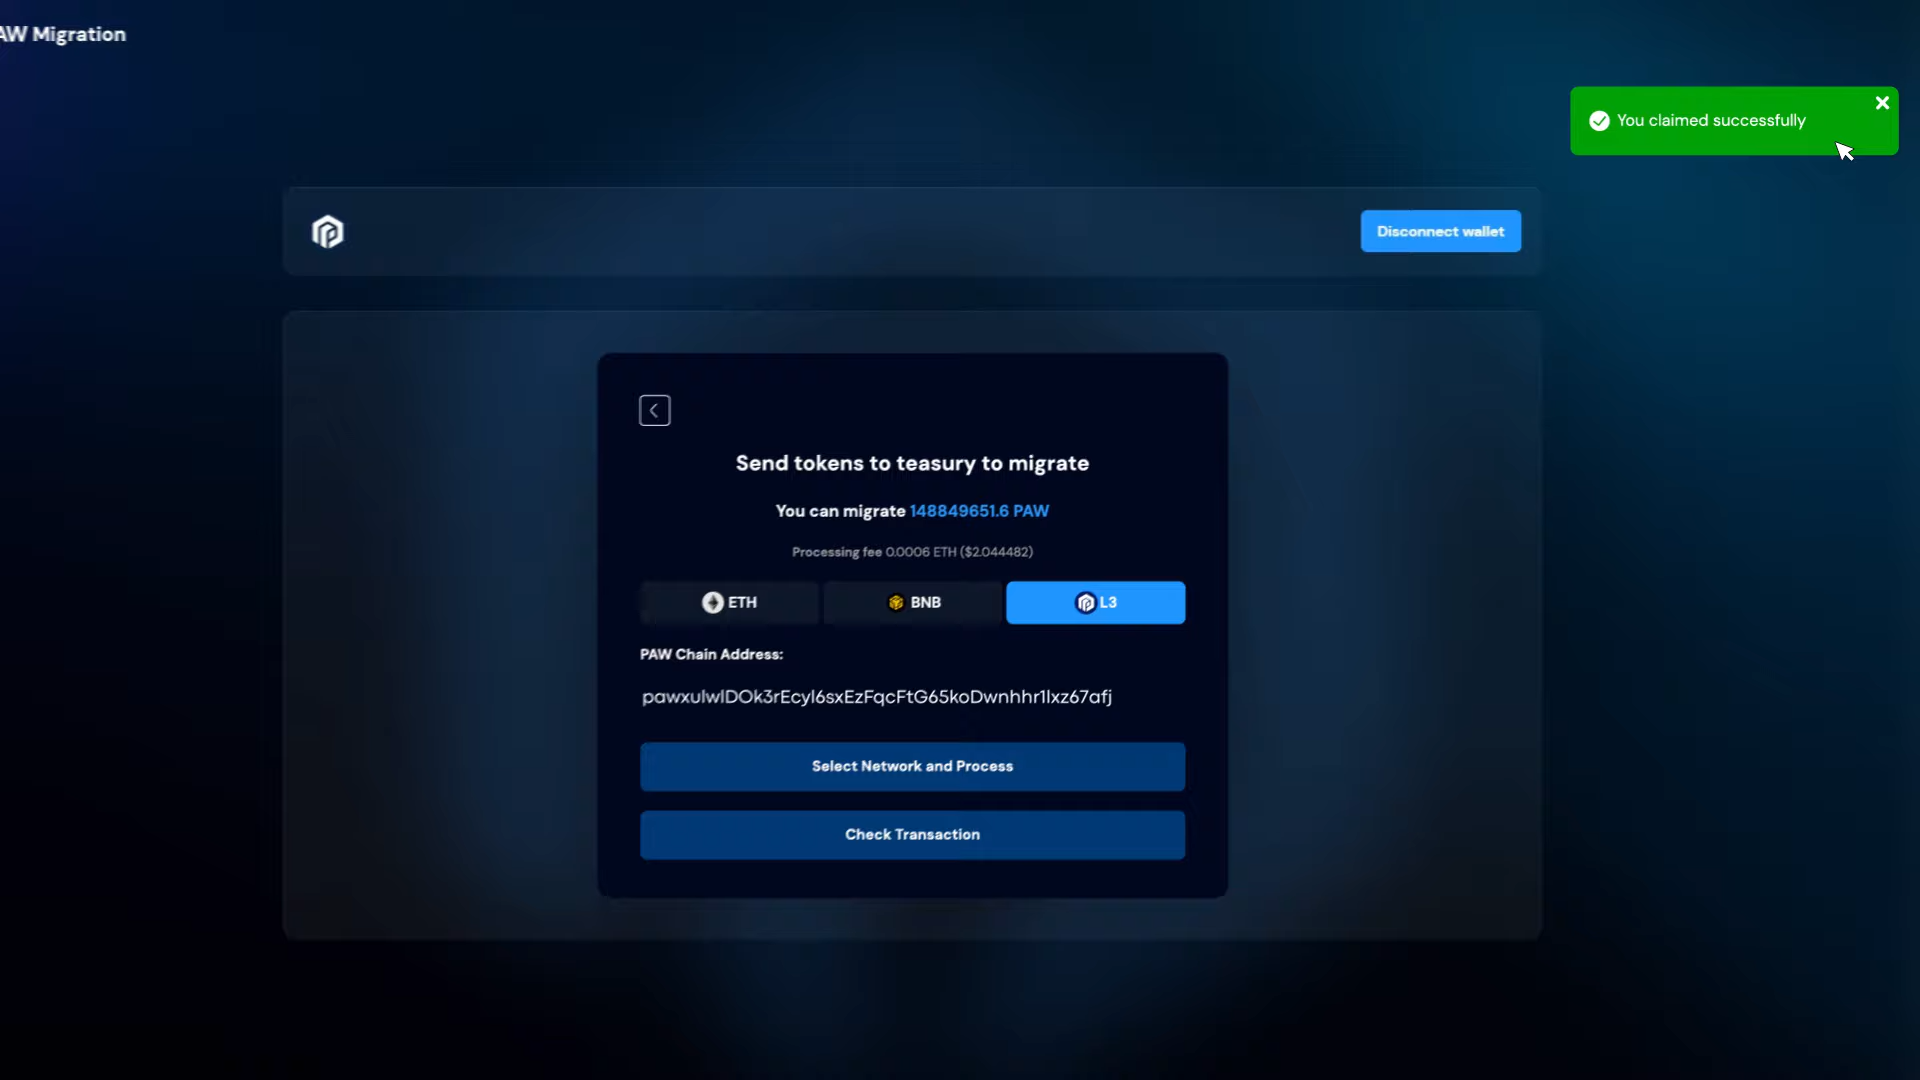 AW Migration
You claimed successfully
Disconnect wallet
Send tokens to teasury to migrate
You can migrate 148849651.6 PAW
Processing fee 0.0006 ETH ($2.044482)
ETH
BNB
L3
PAW Chain Address:
pawxulwlDOk3rEcyl6sxEzFqcFtG65koDwnhhr1lxz67afj
Select Network and Process
Check Transaction